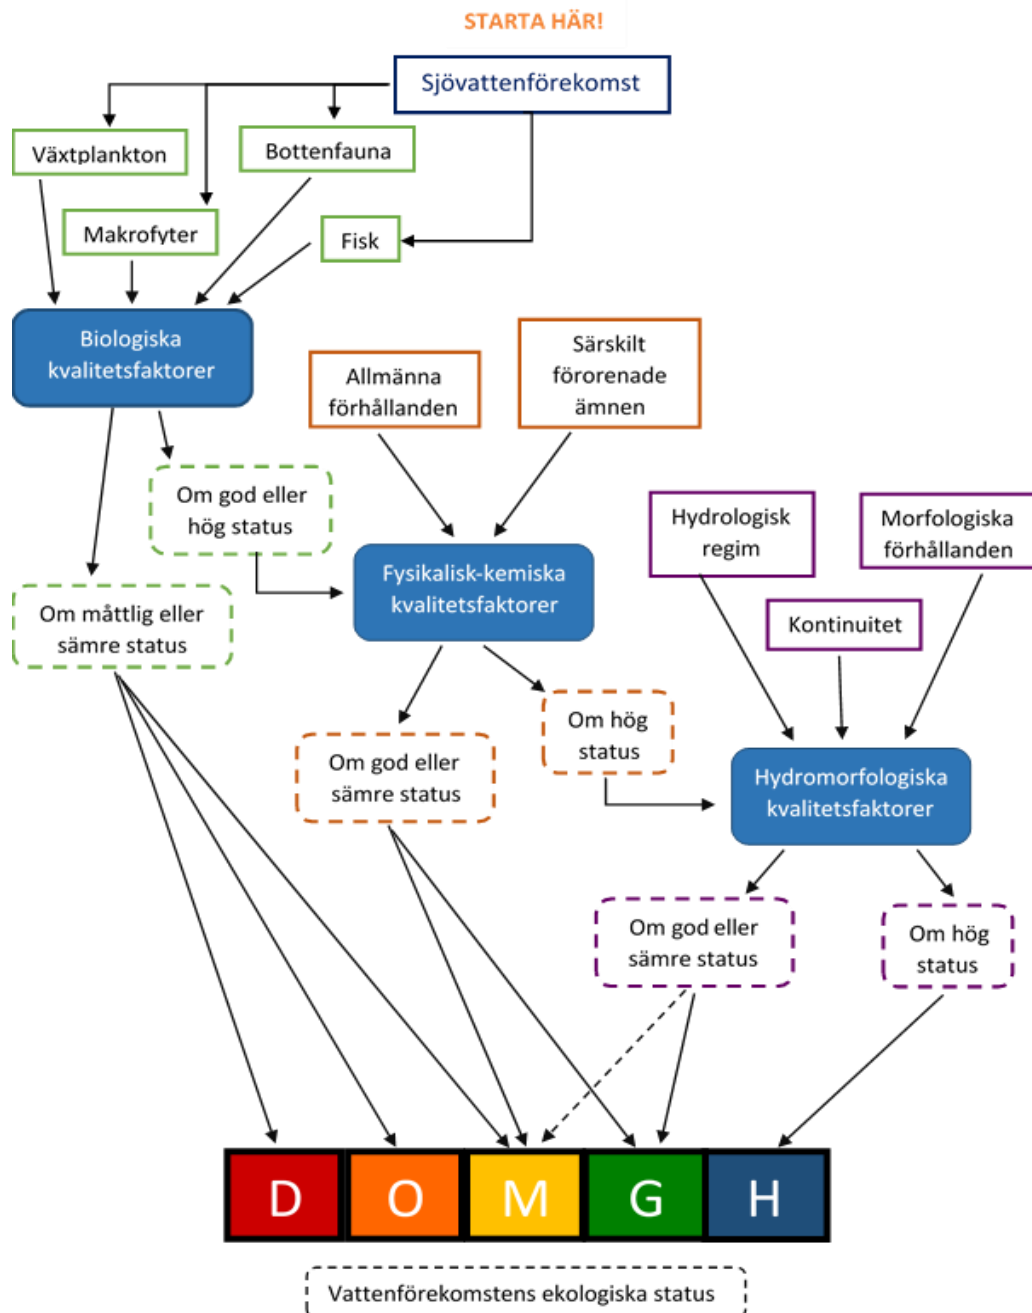 STARTA HÄR!
Sjövattenförekomst
Växtplankton
Bottenfauna
Makrofyter
Fisk
Biologiska
kvalitetsfaktorer
Allmänna
förhållanden
Särskilt
förorenade
ämnen
Om god eller
hög status
Hydrologisk
regim
Morfologiska
förhållanden
Fysikalisk-kemiska
kvalitetsfaktorer
Om måttlig eller
sämre status
Kontinuitet
Om god eller
sämre status
Om hög
status
Hydromorfologiska
kvalitetsfaktorer
Om god eller
sämre status
Om hög
status
D O M G H
Vattenförekomstens ekologiska status